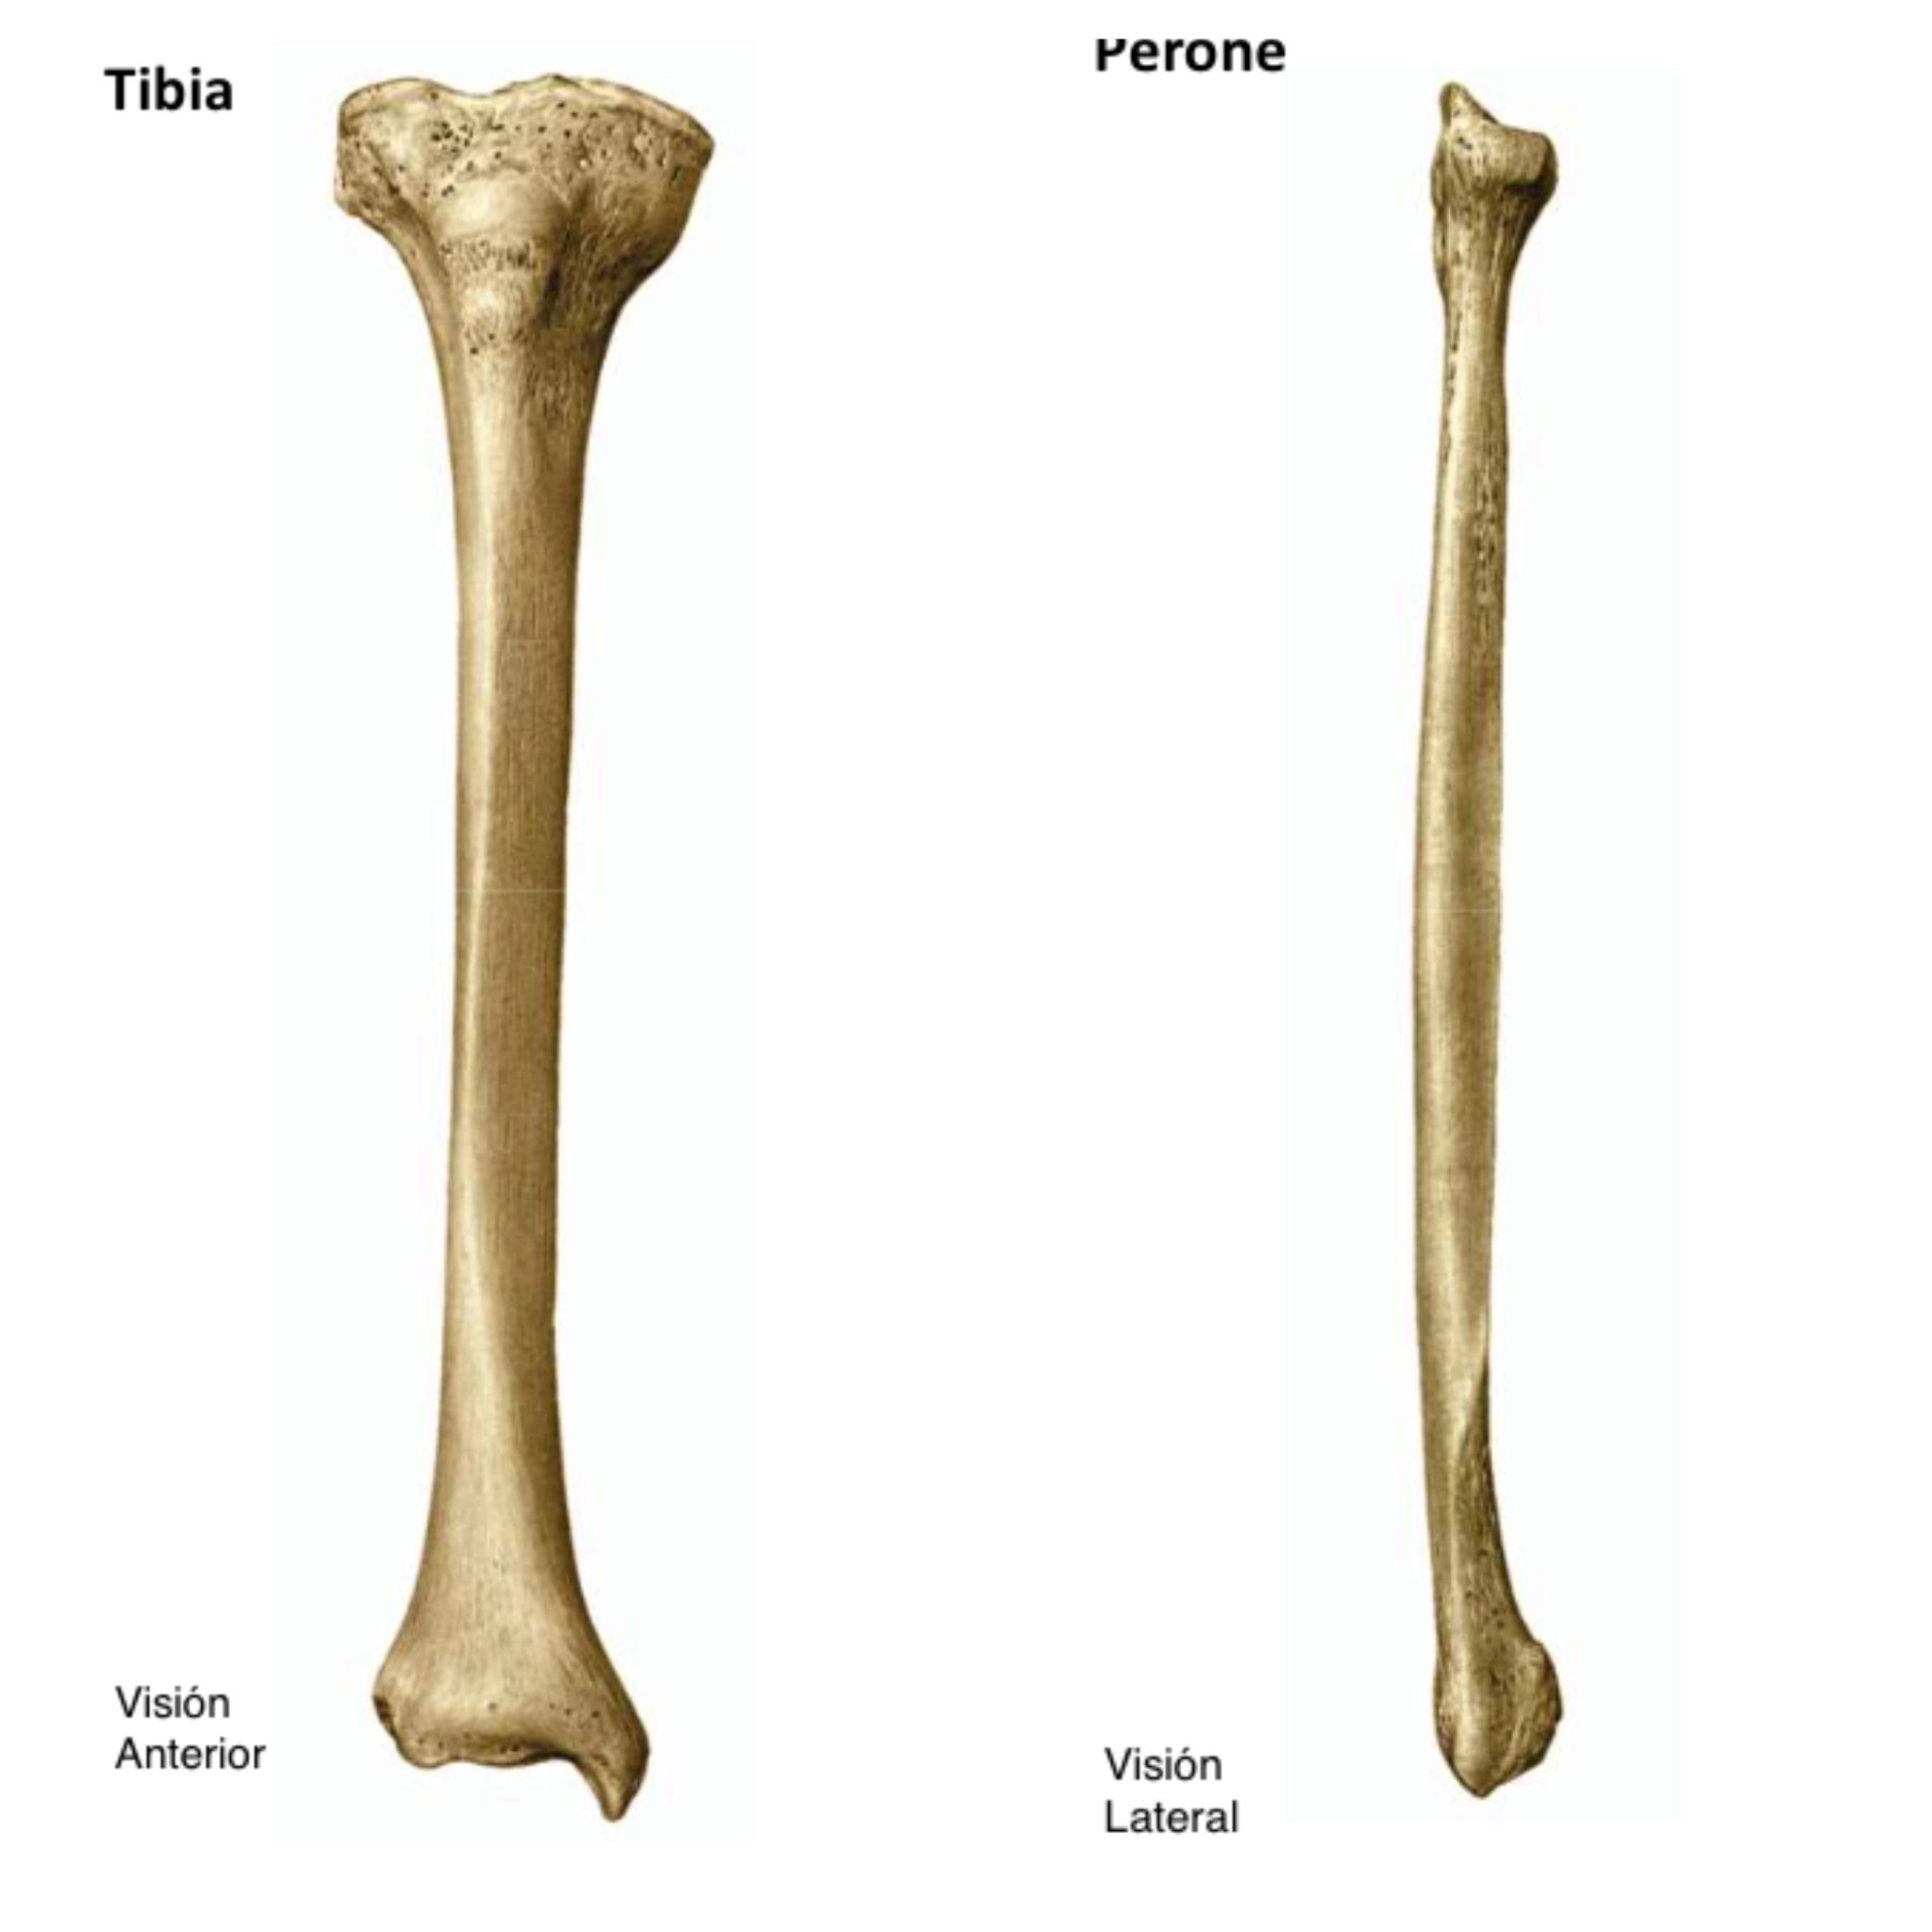 Tibia
Perone
Visión
Anterior
Visión
Lateral